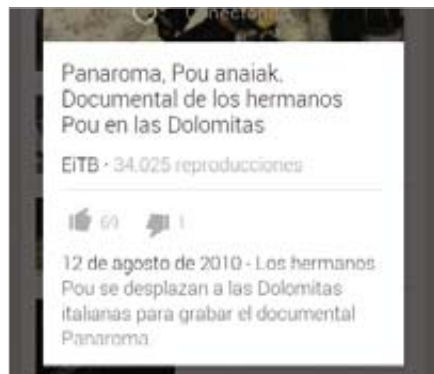 Conectando
Panaroma, Pou anaiak.
Documental de los hermanos
Pou en las Dolomitas
EiTB · 34.025 reproducciones
69 1
12 de agosto de 2010 - Los hermanos
Pou se desplazan a las Dolomitas
italianas para grabar el documental
Panaroma